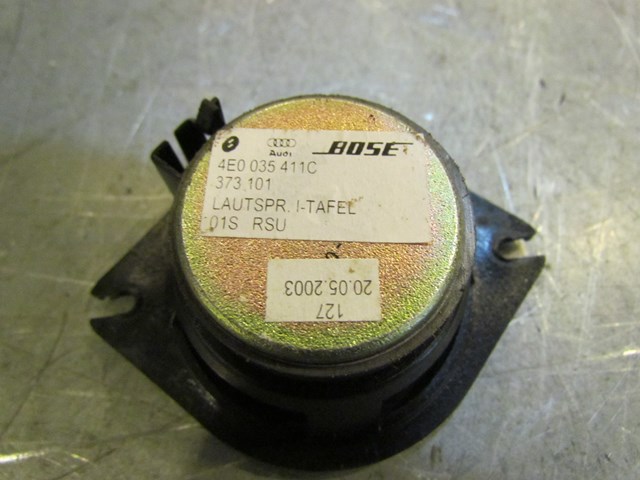 Audi BOSE
4E0 035 411C
373 101
LAUTSPR. I-TAFEL
01S RSU
127
20.05.2003